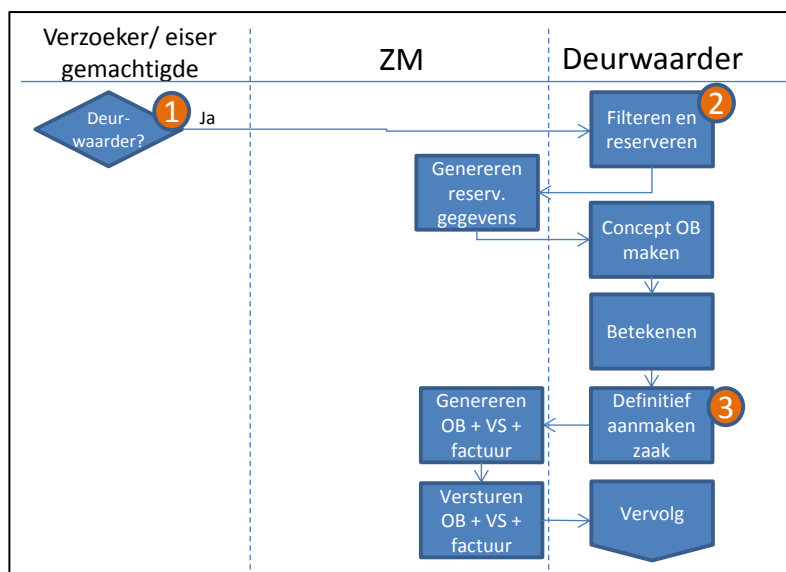 Verzoeker/ eiser
gemachtigde
ZM
Deurwaarder
Deur-
waarder?
1
Ja
Filteren en
reserveren
2
Genereren
reserv.
gegevens
Concept OB
maken
Betekenen
Definitief
aanmaken
zaak
3
Genereren
OB + VS +
factuur
Versturen
OB + VS +
factuur
Vervolg